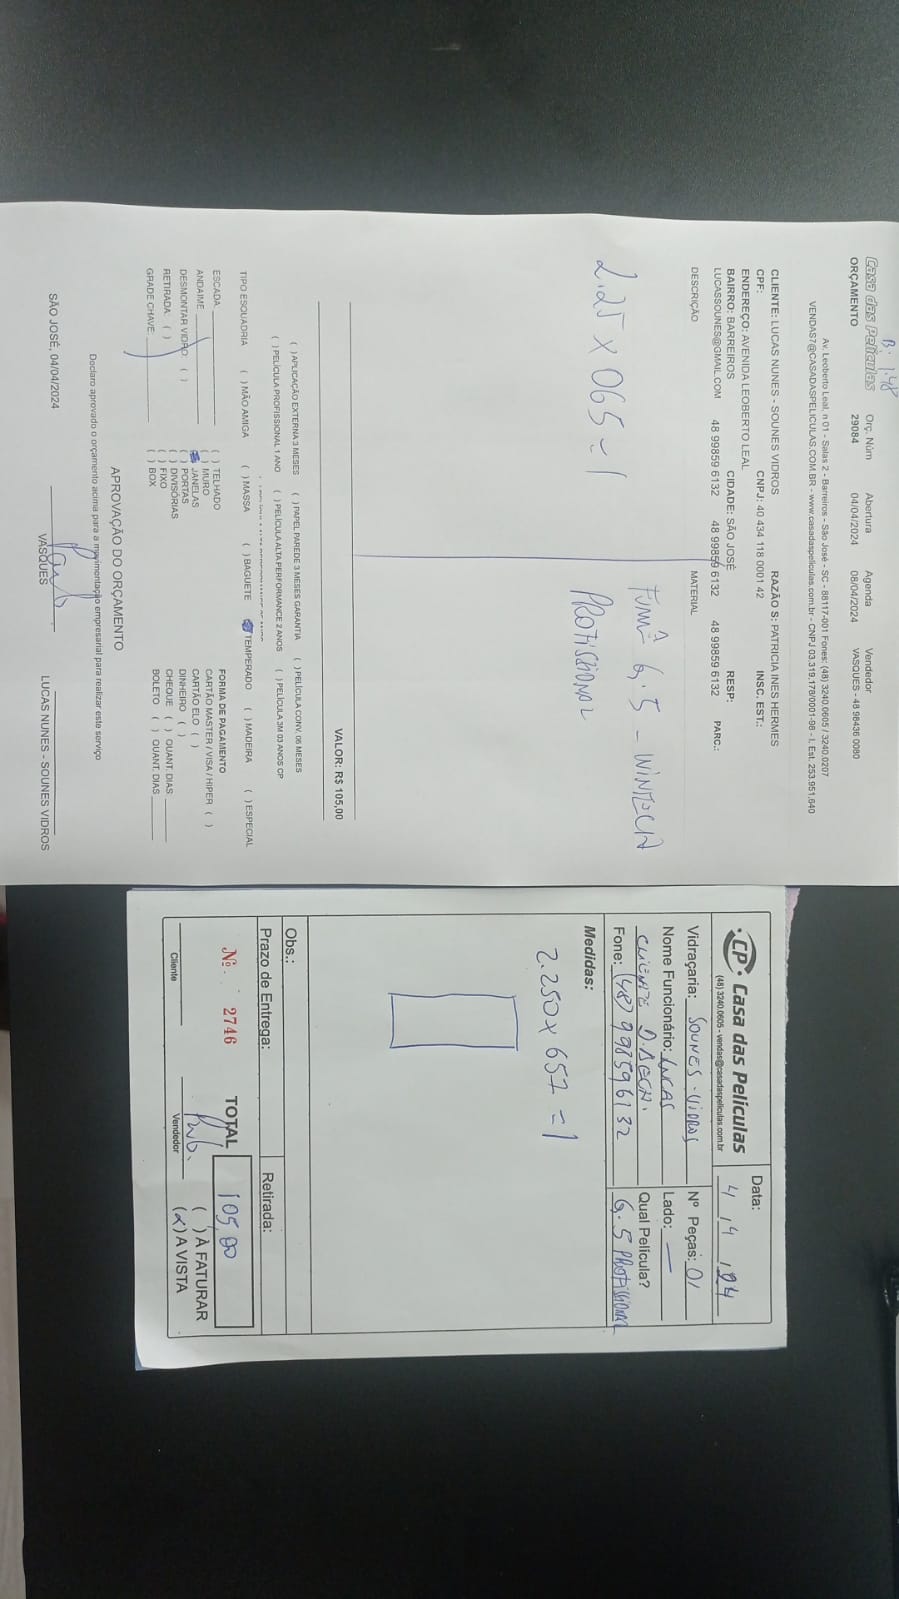 B. 1.48
Casa das Películas
ORÇAMENTO
Orç. Núm
29084
Abertura
04/04/2024
Agenda
08/04/2024
Vendedor
VASQUES - 48 98436 0080
Av. Leoberto Leal, n 01 - Salas 2 - Barreiros - São José - SC - 88117-001 Fones: (48) 3240.0605 / 3240.0207
VENDAS7@CASADASPELICULAS.COM.BR - www.casadaspeliculas.com.br - CNPJ 03.319.178/0001-98 - I. Est. 253.951.640
CLIENTE: LUCAS NUNES - SOUNES VIDROS RAZÃO S: PATRICIA INES HERMES
CPF: CNPJ: 40 434 118 0001 42 INSC. EST.:
ENDEREÇO: AVENIDA LEOBERTO LEAL
BAIRRO: BARREIROS CIDADE: SÃO JOSÉ RESP:
LUCASSOUNES@GMAIL.COM 48 99859 6132 48 99859 6132 48 99859 6132 PARC.:
DESCRIÇÃO MATERIAL
2.25 x 065 = 1
FUMÊ G.5 - WINTECH
PROFISSIONAL
VALOR: R$ 105,00
( ) APLICAÇÃO EXTERNA 3 MESES ( ) PAPEL PAREDE 3 MESES GARANTIA ( ) PELÍCULA CONV. 06 MESES
( ) PELÍCULA PROFISSIONAL 1 ANO ( ) PELÍCULA ALTA PERFORMANCE 2 ANOS ( ) PELÍCULA 3M 03 ANOS CP
TIPO ESQUADRIA ( ) MÃO AMIGA ( ) MASSA ( ) BAGUETE TEMPERADO ( ) MADEIRA ( ) ESPECIAL
ESCADA
ANDAIME
DESMONTAR VIDRO: ( )
RETIRADA: ( )
GRADE CHAVE:
( ) TELHADO
( ) MURO
JANELAS
( ) PORTAS
( ) DIVISÓRIAS
( ) FIXO
( ) BOX
FORMA DE PAGAMENTO
CARTÃO MASTER / VISA / HIPER ( )
CARTÃO ELO ( )
DINHEIRO ( )
CHEQUE ( ) QUANT. DIAS
BOLETO ( ) QUANT. DIAS
APROVAÇÃO DO ORÇAMENTO
Declaro aprovado o orçamento acima para a movimentação empresarial para realizar este serviço
SÃO JOSÉ, 04/04/2024
VASQUES
LUCAS NUNES - SOUNES VIDROS
CP Casa das Películas
(48) 3240.0605 - vendas@casadaspeliculas.com.br
Data:
4 / 4 / 24
Vidraçaria: SOUNES-VIDROS
Nº Peças: 01
Nome Funcionário: LUCAS
Lado: —
CLIENTE
Qual Película?
Fone: (48) 998596132
G.5 PROFISSIONAL
Medidas:
2.250 x 657 = 1
Obs.:
Prazo de Entrega:
Retirada:
Nº. 2746
TOTAL 105,00
( ) À FATURAR
(x) A VISTA
Cliente
Vendedor